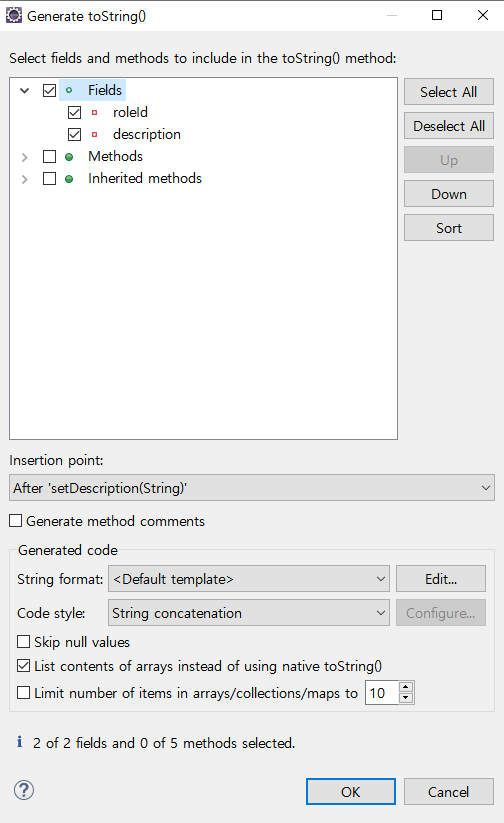 Generate toString()
Select fields and methods to include in the toString() method:
Fields
roleId
description
Methods
Inherited methods
Select All
Deselect All
Up
Down
Sort
Insertion point:
After 'setDescription(String)'
Generate method comments
Generated code
String format: <Default template> Edit...
Code style: String concatenation Configure...
Skip null values
List contents of arrays instead of using native toString()
Limit number of items in arrays/collections/maps to 10
i 2 of 2 fields and 0 of 5 methods selected.
? OK Cancel